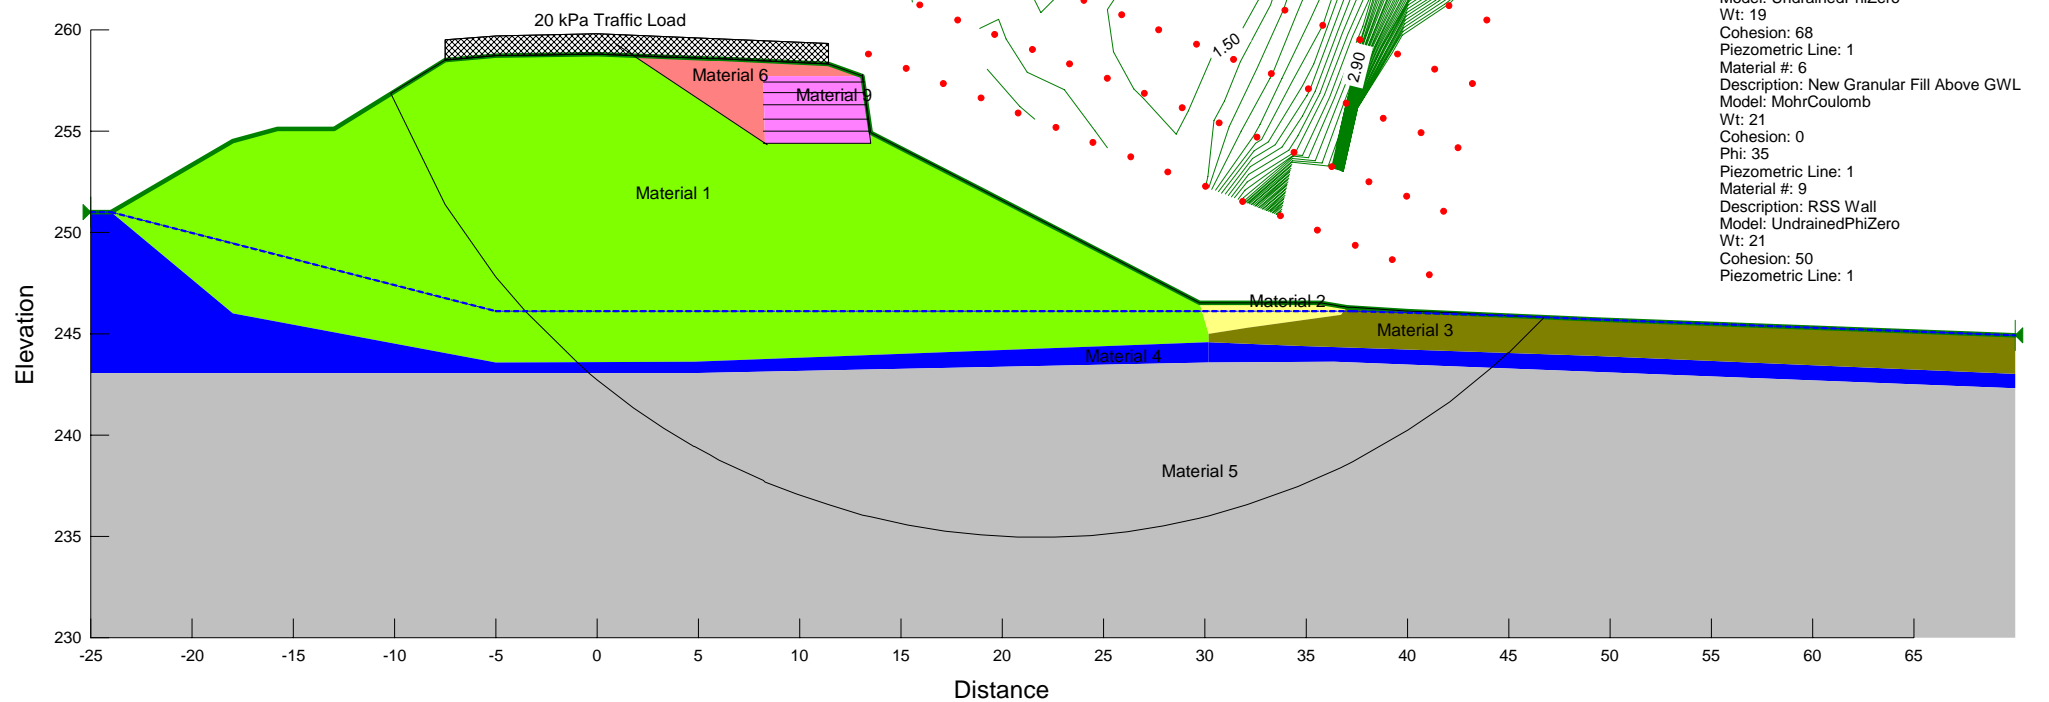 Model: UndrainedPhiZero
Wt: 19
Cohesion: 68
Piezometric Line: 1
Material #: 6
Description: New Granular Fill Above GWL
Model: MohrCoulomb
Wt: 21
Cohesion: 0
Phi: 35
Piezometric Line: 1
Material #: 9
Description: RSS Wall
Model: UndrainedPhiZero
Wt: 21
Cohesion: 50
Piezometric Line: 1
20 kPa Traffic Load
1.50
2.90
Material 6
Material 9
Material 1
Material 2
Material 3
Material 4
Material 5
Elevation
260
255
250
245
240
235
230
-25 -20 -15 -10 -5 0 5 10 15 20 25 30 35 40 45 50 55 60 65
Distance